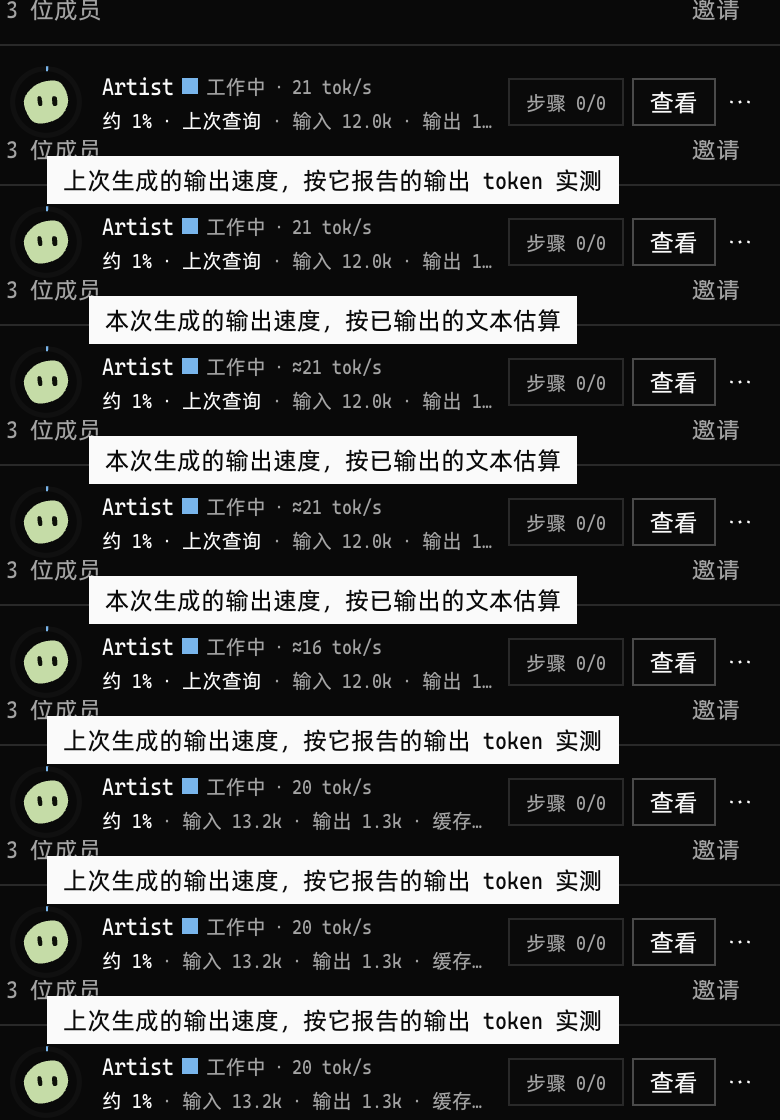 3 位成员 邀请
Artist 工作中 · 21 tok/s
步骤 0/0 查看 ···
约 1% · 上次查询 · 输入 12.0k · 输出 1…
3 位成员 邀请
上次生成的输出速度，按它报告的输出 token 实测
Artist 工作中 · 21 tok/s
步骤 0/0 查看 ···
约 1% · 上次查询 · 输入 12.0k · 输出 1…
3 位成员 邀请
本次生成的输出速度，按已输出的文本估算
Artist 工作中 · ≈21 tok/s
步骤 0/0 查看 ···
约 1% · 上次查询 · 输入 12.0k · 输出 1…
3 位成员 邀请
本次生成的输出速度，按已输出的文本估算
Artist 工作中 · ≈21 tok/s
步骤 0/0 查看 ···
约 1% · 上次查询 · 输入 12.0k · 输出 1…
3 位成员 邀请
本次生成的输出速度，按已输出的文本估算
Artist 工作中 · ≈16 tok/s
步骤 0/0 查看 ···
约 1% · 上次查询 · 输入 12.0k · 输出 1…
3 位成员 邀请
上次生成的输出速度，按它报告的输出 token 实测
Artist 工作中 · 20 tok/s
步骤 0/0 查看 ···
约 1% · 输入 13.2k · 输出 1.3k · 缓存…
3 位成员 邀请
上次生成的输出速度，按它报告的输出 token 实测
Artist 工作中 · 20 tok/s
步骤 0/0 查看 ···
约 1% · 输入 13.2k · 输出 1.3k · 缓存…
3 位成员 邀请
上次生成的输出速度，按它报告的输出 token 实测
Artist 工作中 · 20 tok/s
步骤 0/0 查看 ···
约 1% · 输入 13.2k · 输出 1.3k · 缓存…